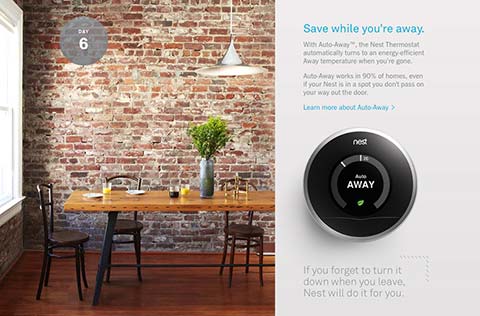 DAY
6
Save while you're away.
With Auto-Away™, the Nest Thermostat
automatically turns to an energy-efficient
Away temperature when you're gone.
Auto-Away works in 90% of homes, even
if your Nest is in a spot you don't pass on
your way out the door.
Learn more about Auto-Away >
nest
Auto
AWAY
If you forget to turn it
down when you leave,
Nest will do it for you.